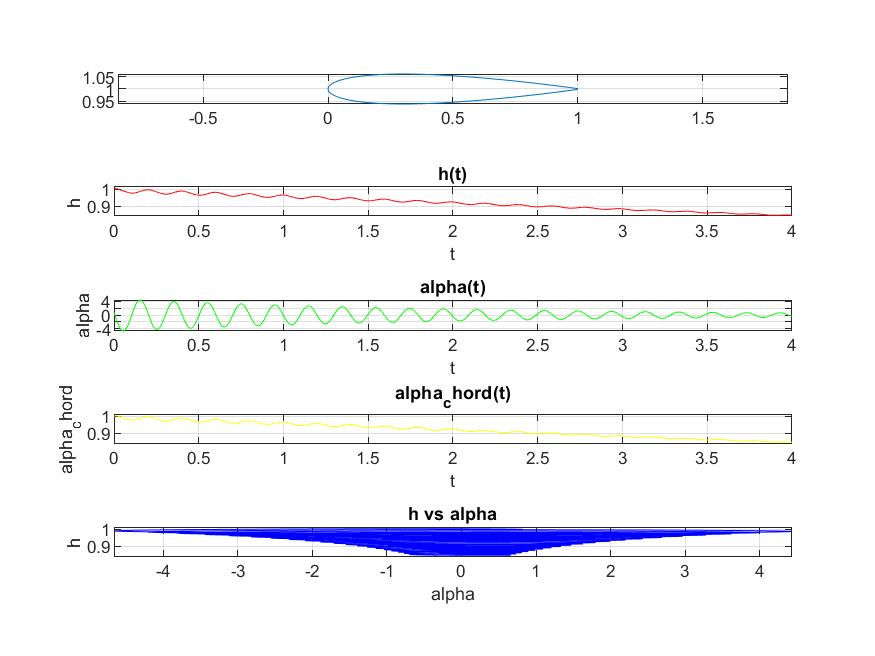 1.05
1
0.95
-0.5 0 0.5 1 1.5
h(t)
1
0.9
h
0 0.5 1 1.5 2 2.5 3 3.5 4
t
alpha(t)
4
0
-4
alpha
0 0.5 1 1.5 2 2.5 3 3.5 4
t
alpha_chord(t)
1
0.9
alpha_chord
0 0.5 1 1.5 2 2.5 3 3.5 4
t
h vs alpha
1
0.9
h
-4 -3 -2 -1 0 1 2 3 4
alpha